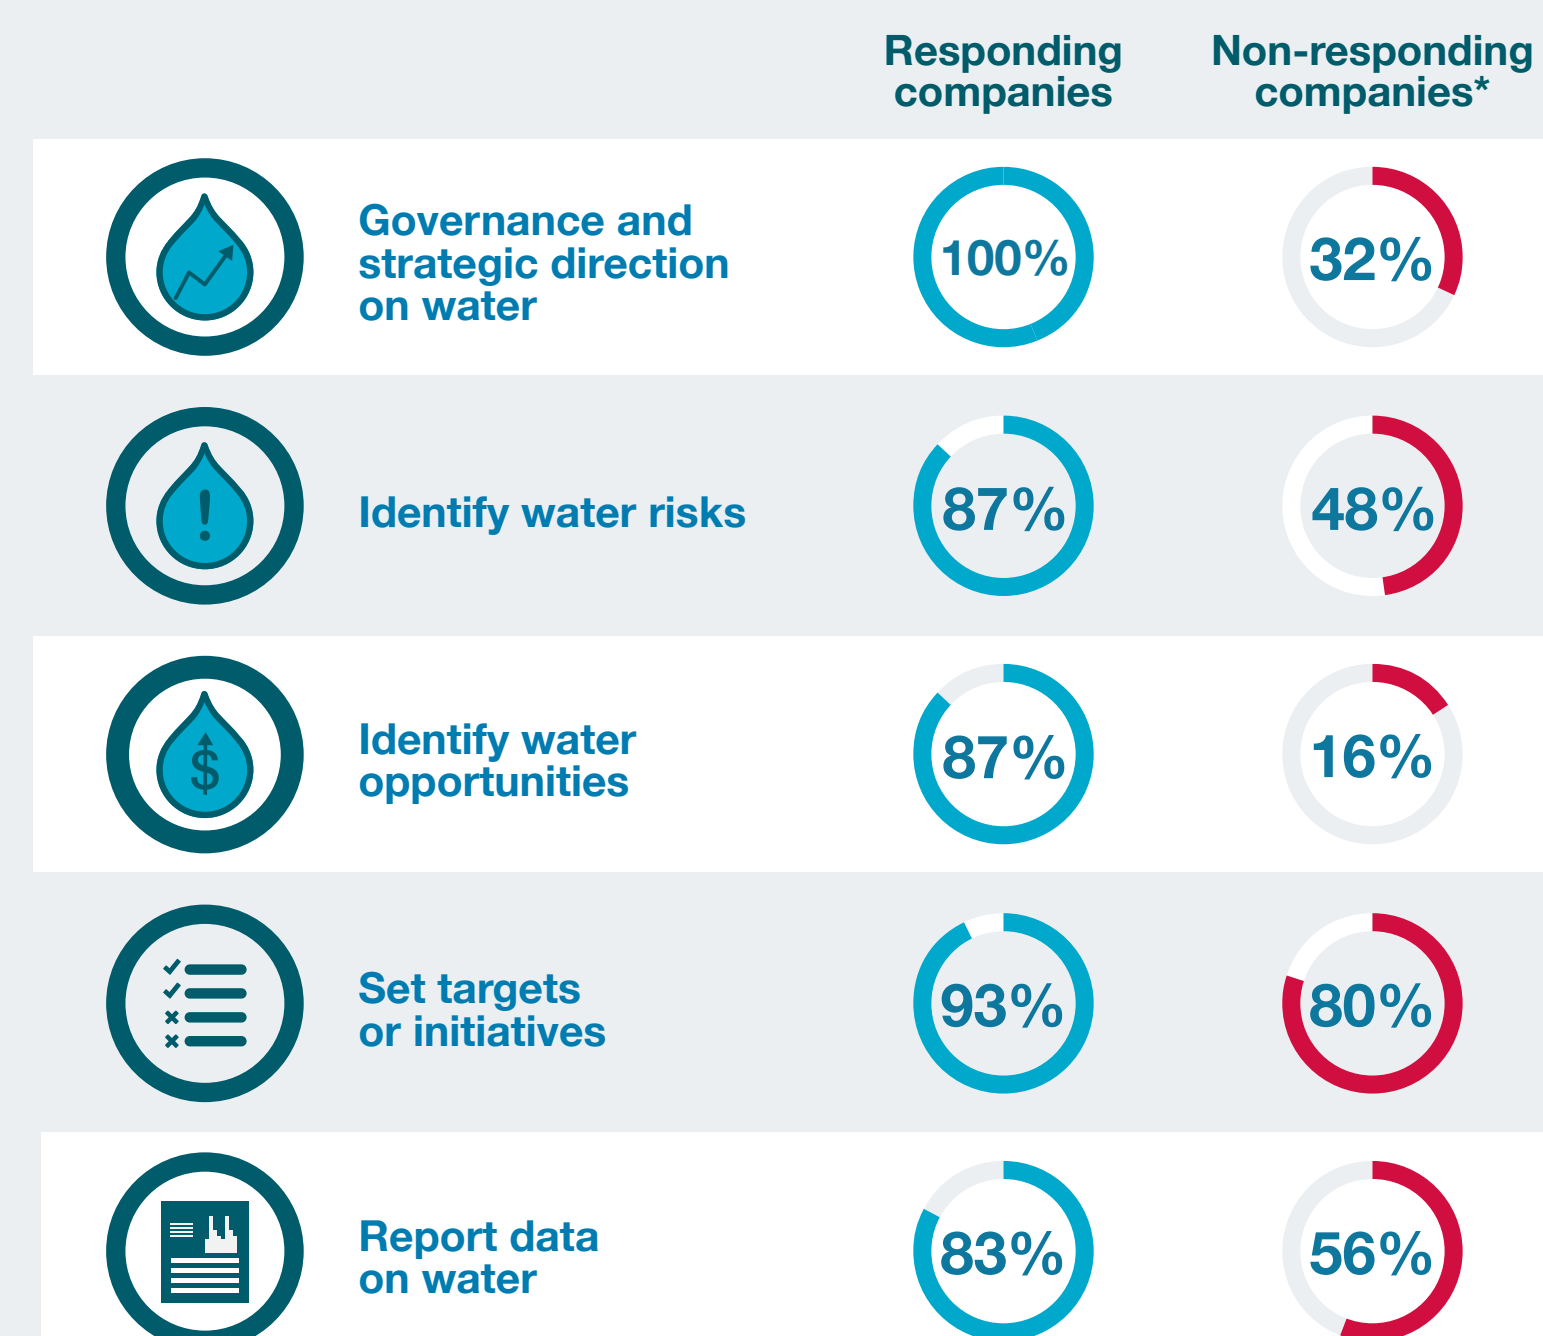 Responding
companies
Non-responding
companies*
Governance and
strategic direction
on water
100%
32%
Identify water risks
87%
48%
Identify water
opportunities
87%
16%
Set targets
or initiatives
93%
80%
Report data
on water
83%
56%